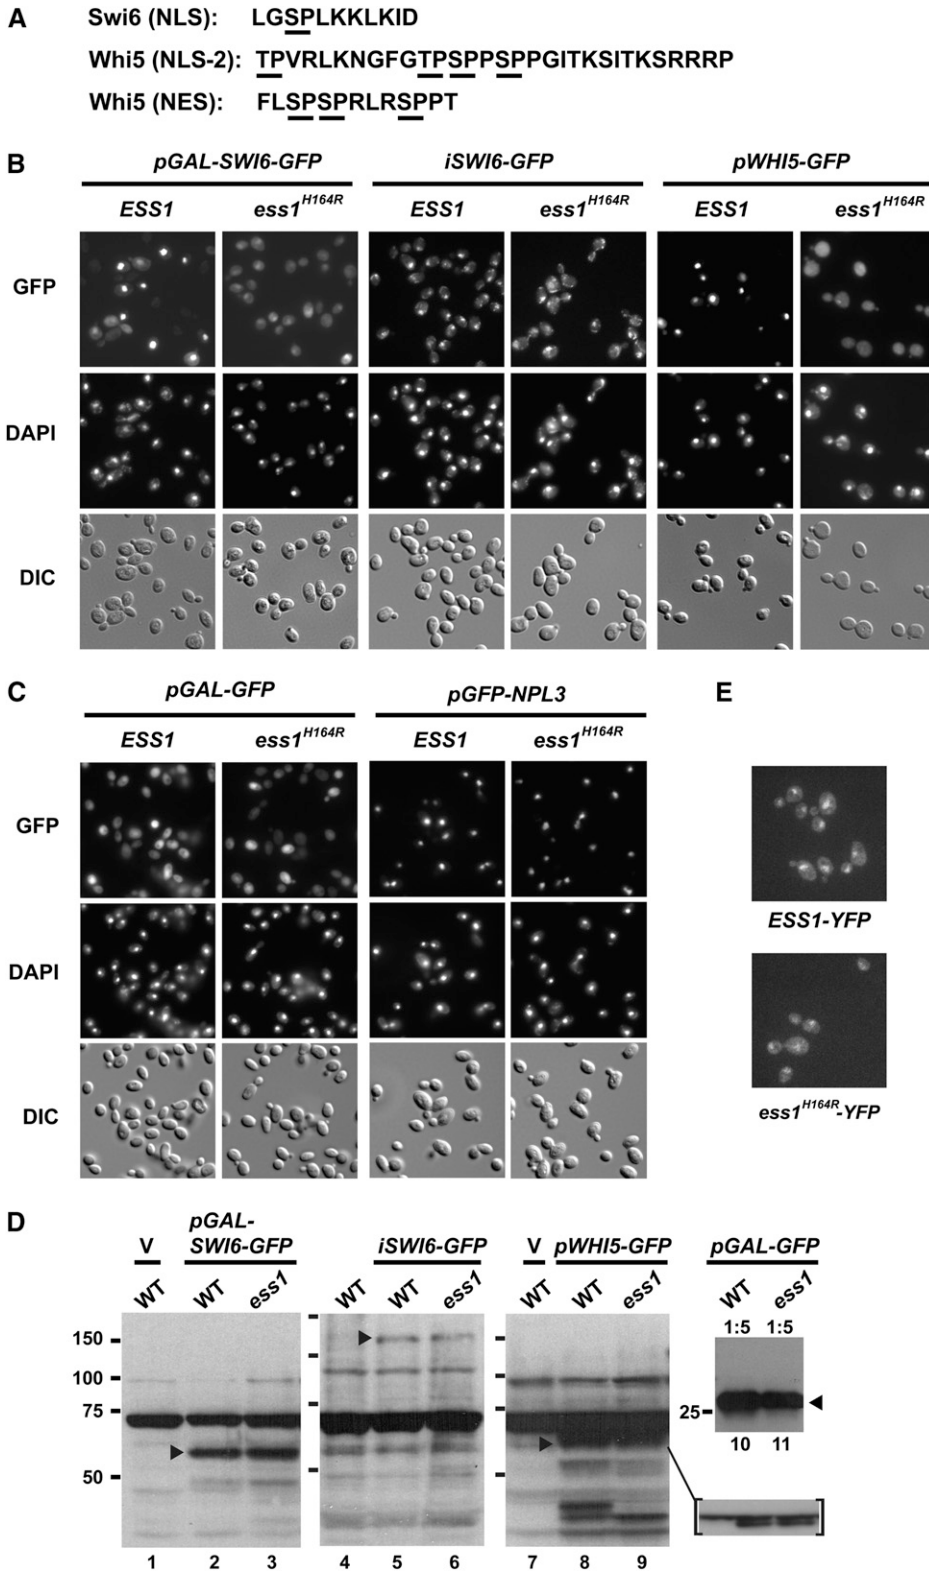 A
Swi6 (NLS): LGSPLKKLKID
Whi5 (NLS-2): TPVRLKNGFGTPSPPSPPGITKSITKSRRRP
Whi5 (NES): FLSPSPRLRSPPT
B
pGAL-SWI6-GFP iSWI6-GFP pWHI5-GFP
ESS1 ess1H164R ESS1 ess1H164R ESS1 ess1H164R
GFP
DAPI
DIC
C
pGAL-GFP pGFP-NPL3
ESS1 ess1H164R ESS1 ess1H164R
GFP
DAPI
DIC
E
ESS1-YFP
ess1H164R-YFP
D
V pGAL-SWI6-GFP iSWI6-GFP V pWHI5-GFP pGAL-GFP
WT WT ess1 WT WT ess1 WT WT ess1 WT ess1
1:5 1:5
150
100
75
50
25
10 11
1 2 3 4 5 6 7 8 9